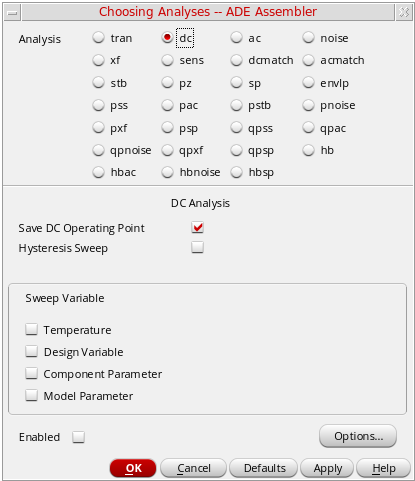 Choosing Analyses -- ADE Assembler
Analysis tran dc ac noise
xf sens dcmatch acmatch
stb pz sp envlp
pss pac pstb pnoise
pxf psp qpss qpac
qpnoise qpxf qpsp hb
hbac hbnoise hbsp
DC Analysis
Save DC Operating Point
Hysteresis Sweep
Sweep Variable
Temperature
Design Variable
Component Parameter
Model Parameter
Enabled Options...
OK Cancel Defaults Apply Help